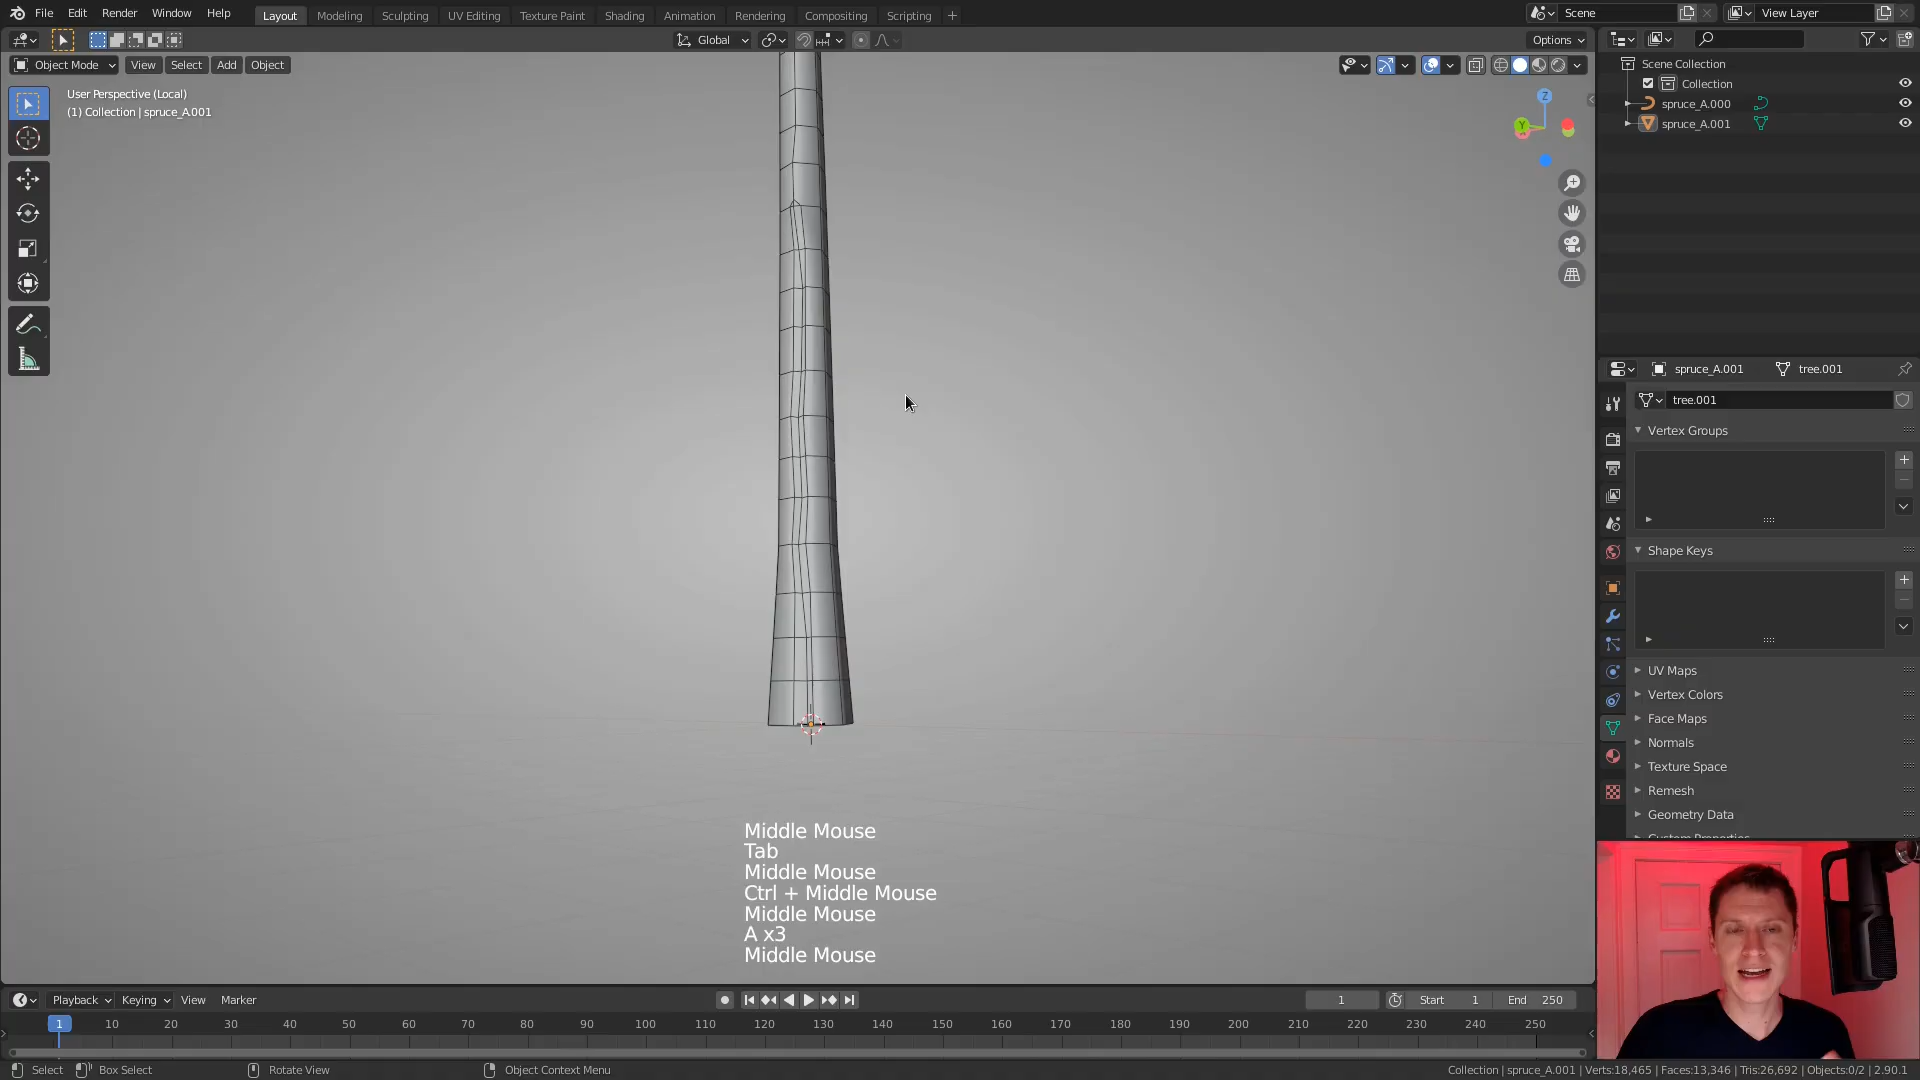 File Edit Render Window Help Layout Modeling Sculpting UV Editing Texture Paint Shading Animation Rendering Compositing Scripting + Scene View Layer
Global Options
Object Mode View Select Add Object
User Perspective (Local)
(1) Collection | spruce_A.001
Z
Y
Scene Collection
Collection
spruce_A.000
spruce_A.001
spruce_A.001 tree.001
tree.001
Vertex Groups
Shape Keys
UV Maps
Vertex Colors
Face Maps
Normals
Texture Space
Remesh
Geometry Data
Custom Properties
Middle Mouse
Tab
Middle Mouse
Ctrl + Middle Mouse
Middle Mouse
A x3
Middle Mouse
Playback Keying View Marker 1 Start 1 End 250
1 10 20 30 40 50 60 70 80 90 100 110 120 130 140 150 160 170 180 190 200 210 220 230 240 250
Select Box Select Rotate View Object Context Menu Collection | spruce_A.001 | Verts:18,465 | Faces:13,346 | Tris:26,692 | Objects:0/2 | 2.90.1